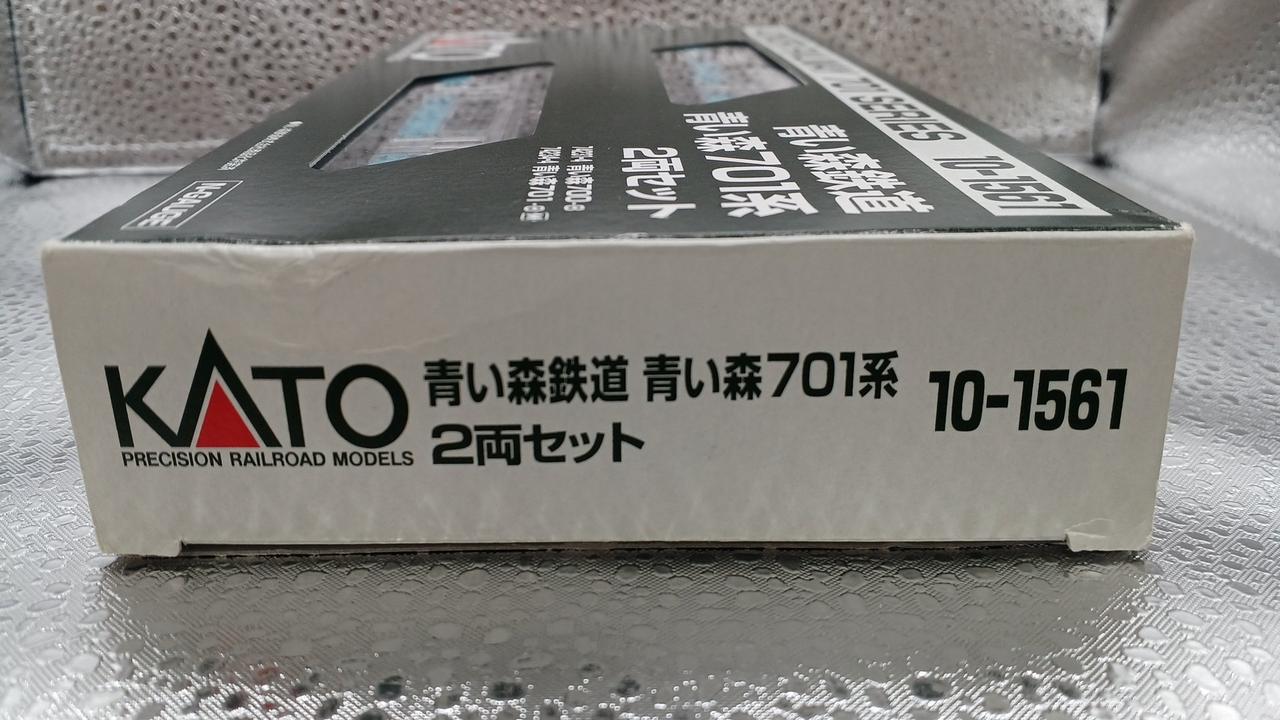 701 SERIES 10-1561
青い森鉄道
青い森701系
2両セット
N-GAUGE
KATO
PRECISION RAILROAD MODELS
青い森鉄道 青い森701系
2両セット
10-1561